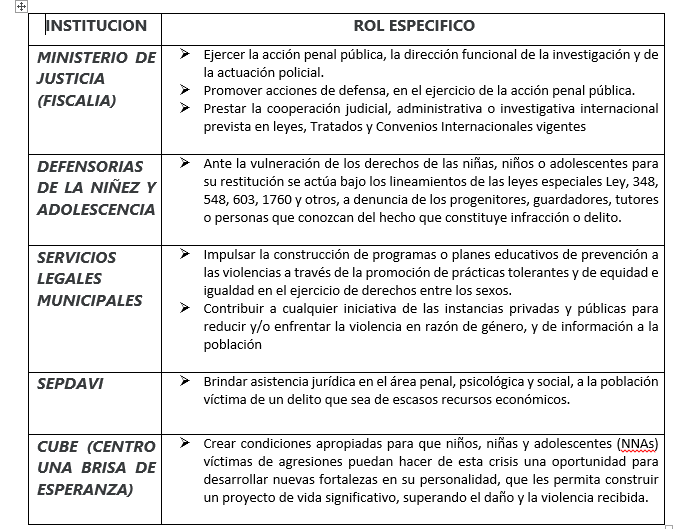 INSTITUCION
ROL ESPECIFICO
MINISTERIO DE
JUSTICIA
(FISCALIA)
➢ Ejercer la acción penal pública, la dirección funcional de la investigación y de
la actuación policial.
➢ Promover acciones de defensa, en el ejercicio de la acción penal pública.
➢ Prestar la cooperación judicial, administrativa o investigativa internacional
prevista en leyes, Tratados y Convenios Internacionales vigentes
DEFENSORIAS
DE LA NIÑEZ Y
ADOLESCENCIA
➢ Ante la vulneración de los derechos de las niñas, niños o adolescentes para
su restitución se actúa bajo los lineamientos de las leyes especiales Ley, 348,
548, 603, 1760 y otros, a denuncia de los progenitores, guardadores, tutores
o personas que conozcan del hecho que constituye infracción o delito.
SERVICIOS
LEGALES
MUNICIPALES
➢ Impulsar la construcción de programas o planes educativos de prevención a
las violencias a través de la promoción de prácticas tolerantes y de equidad e
igualdad en el ejercicio de derechos entre los sexos.
➢ Contribuir a cualquier iniciativa de las instancias privadas y públicas para
reducir y/o enfrentar la violencia en razón de género, y de información a la
población
SEPDAVI
➢ Brindar asistencia jurídica en el área penal, psicológica y social, a la población
víctima de un delito que sea de escasos recursos económicos.
CUBE (CENTRO
UNA BRISA DE
ESPERANZA)
➢ Crear condiciones apropiadas para que niños, niñas y adolescentes (NNAs)
víctimas de agresiones puedan hacer de esta crisis una oportunidad para
desarrollar nuevas fortalezas en su personalidad, que les permita construir
un proyecto de vida significativo, superando el daño y la violencia recibida.